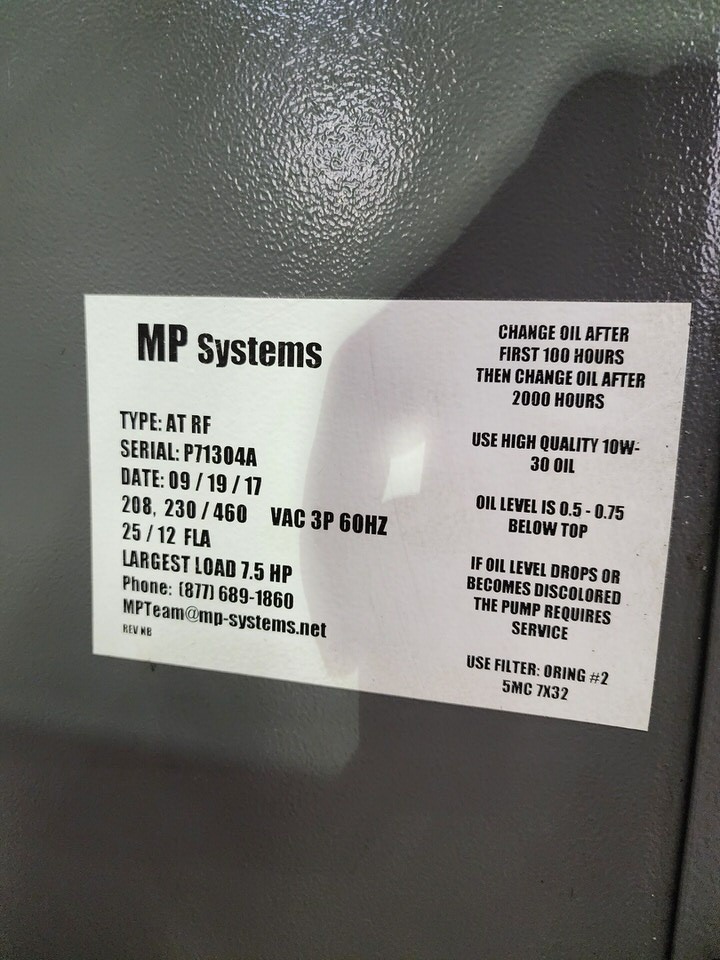 MP Systems
TYPE: AT RF
SERIAL: P71304A
DATE: 09 / 19 / 17
208, 230 / 460 VAC 3P 60HZ
25 / 12 FLA
LARGEST LOAD 7.5 HP
Phone: (877) 689-1860
MPTeam@mp-systems.net
REV NB
CHANGE OIL AFTER
FIRST 100 HOURS
THEN CHANGE OIL AFTER
2000 HOURS
USE HIGH QUALITY 10W-
30 OIL
OIL LEVEL IS 0.5 - 0.75
BELOW TOP
IF OIL LEVEL DROPS OR
BECOMES DISCOLORED
THE PUMP REQUIRES
SERVICE
USE FILTER: ORING #2
5MC 7X32